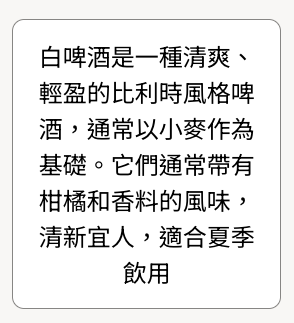 白啤酒是一種清爽、
輕盈的比利時風格啤
酒，通常以小麥作為
基礎。它們通常帶有
柑橘和香料的風味，
清新宜人，適合夏季
飲用